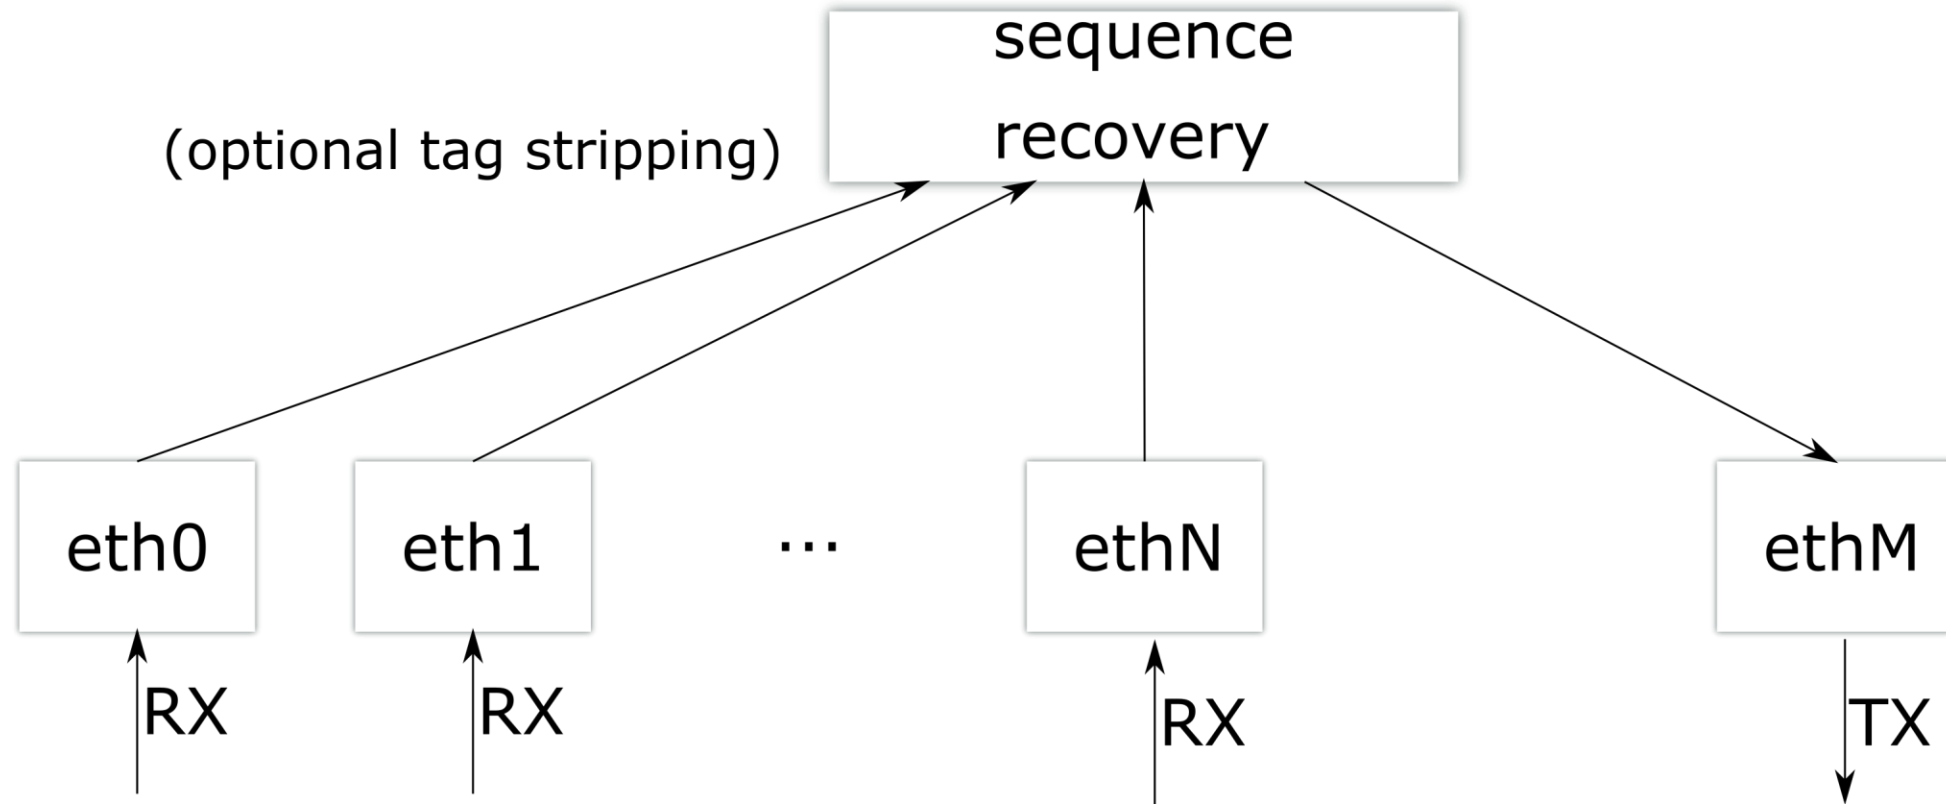 sequence
recovery
(optional tag stripping)
eth0
eth1
...
ethN
ethM
RX
RX
RX
TX